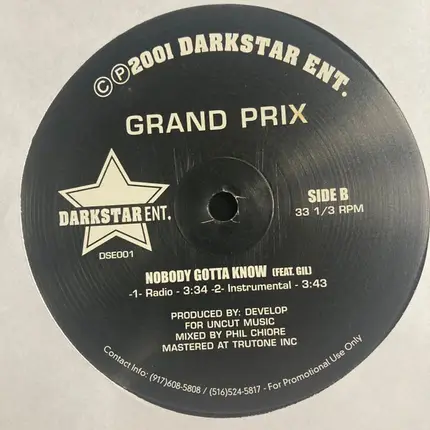 ©℗2001 DARKSTAR ENT.
GRAND PRIX
DARKSTAR ENT.
DSE001
SIDE B
33 1/3 RPM
NOBODY GOTTA KNOW (FEAT. GIL)
-1- Radio - 3:34 -2- Instrumental - 3:43
PRODUCED BY: DEVELOP
FOR UNCUT MUSIC
MIXED BY PHIL CHIORE
MASTERED AT TRUTONE INC
Contact Info: (917)608-5808 / (516)524-5817 - For Promotional Use Only